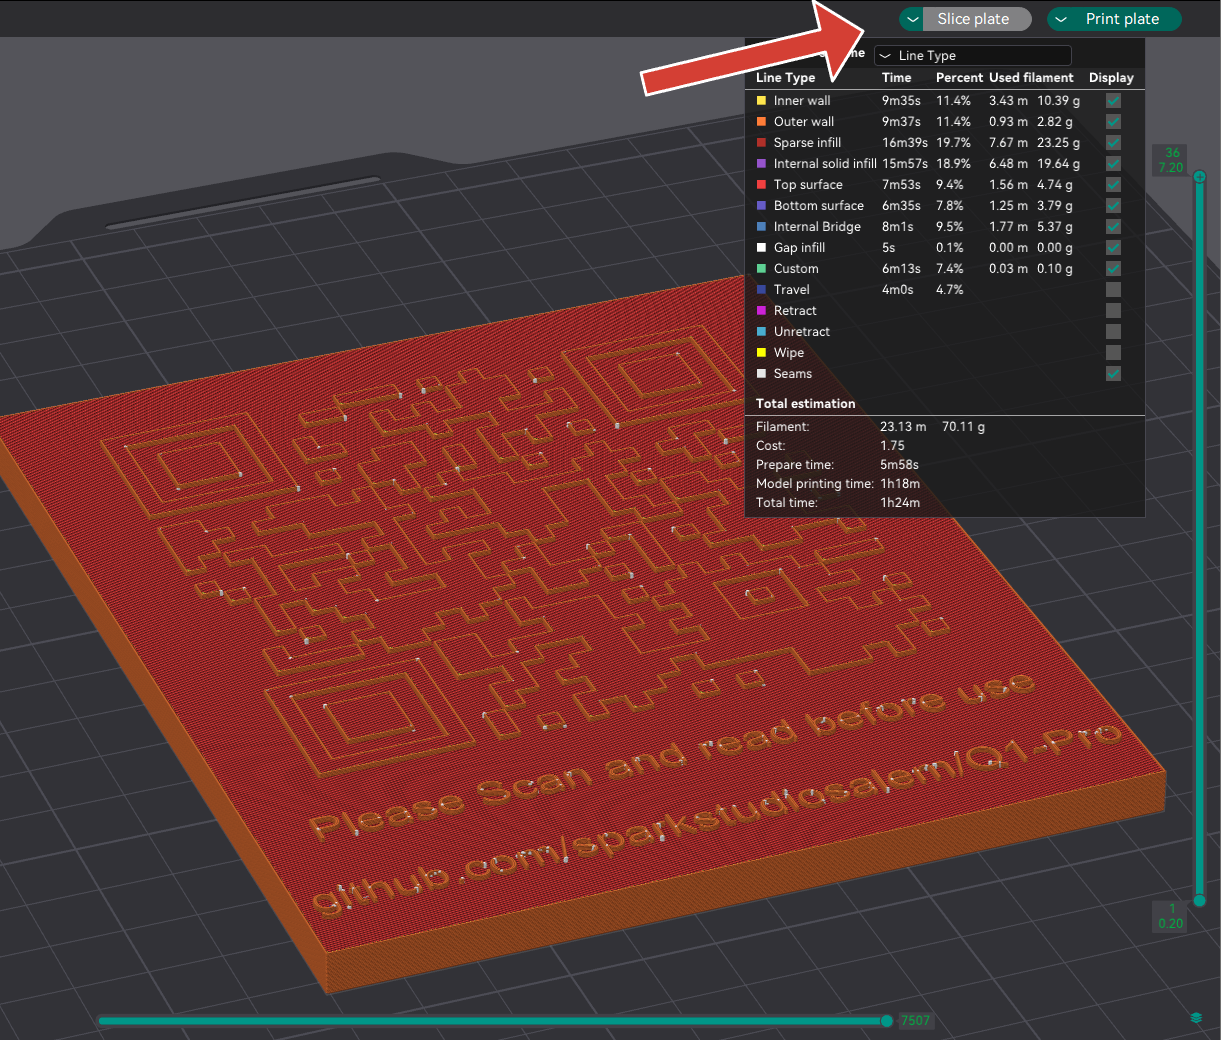 Slice plate
Print plate
me
Line Type
Line Type Time Percent Used filament Display
Inner wall 9m35s 11.4% 3.43 m 10.39 g
Outer wall 9m37s 11.4% 0.93 m 2.82 g
Sparse infill 16m39s 19.7% 7.67 m 23.25 g
Internal solid infill 15m57s 18.9% 6.48 m 19.64 g
Top surface 7m53s 9.4% 1.56 m 4.74 g
Bottom surface 6m35s 7.8% 1.25 m 3.79 g
Internal Bridge 8m1s 9.5% 1.77 m 5.37 g
Gap infill 5s 0.1% 0.00 m 0.00 g
Custom 6m13s 7.4% 0.03 m 0.10 g
Travel 4m0s 4.7%
Retract
Unretract
Wipe
Seams
Total estimation
Filament: 23.13 m 70.11 g
Cost: 1.75
Prepare time: 5m58s
Model printing time: 1h18m
Total time: 1h24m
36
7.20
Please Scan and read before use
github.com/sparkstudiosalem/Q1-Pro
1
0.20
7507